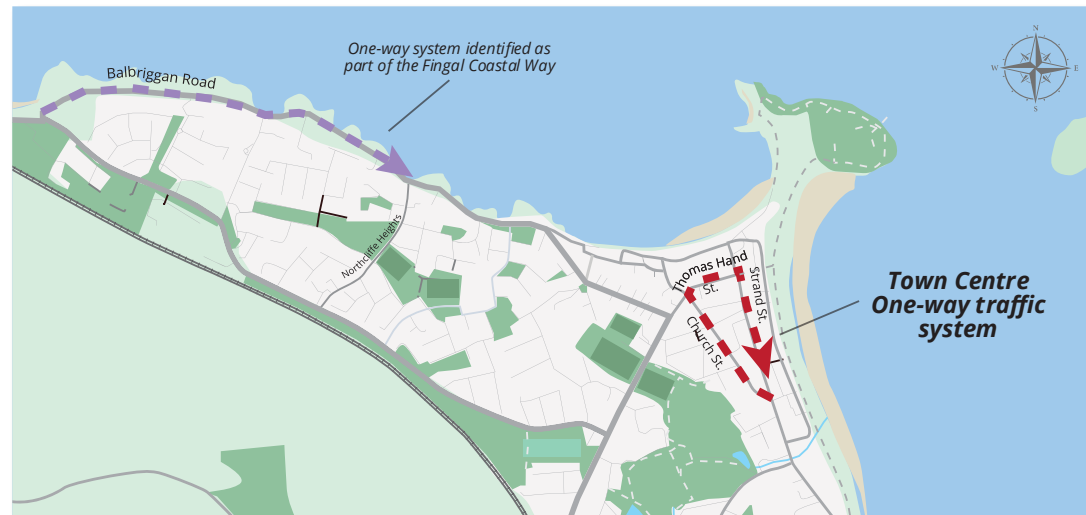 One-way system identified as
part of the Fingal Coastal Way
Balbriggan Road
N
W
E
S
Northcliffe Heights
Thomas Hand
St.
Strand St.
Church St.
Town Centre
One-way traffic
system